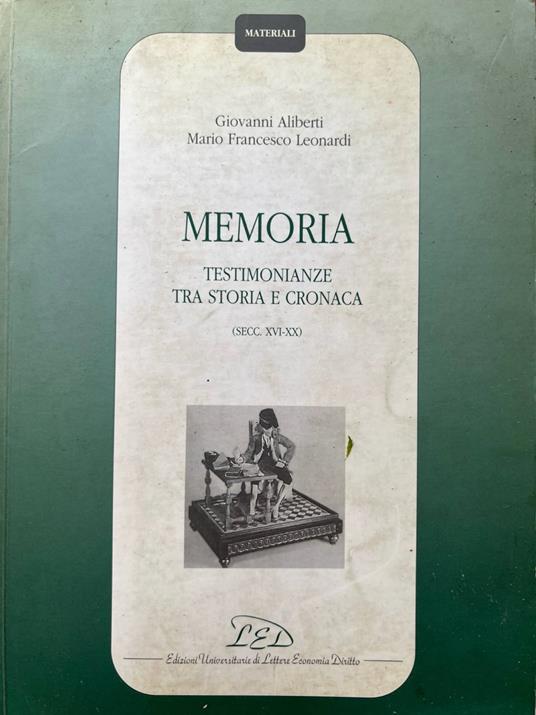 MATERIALI
Giovanni Aliberti
Mario Francesco Leonardi
MEMORIA
TESTIMONIANZE
TRA STORIA E CRONACA
(SECC. XVI-XX)
LED
Edizioni Universitarie di Lettere Economia Diritto